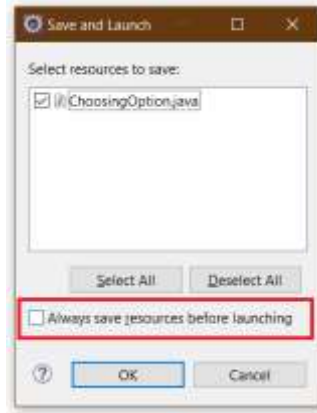 Save and Launch
Select resources to save:
ChoosingOption.java
Select All Deselect All
Always save resources before launching
OK Cancel